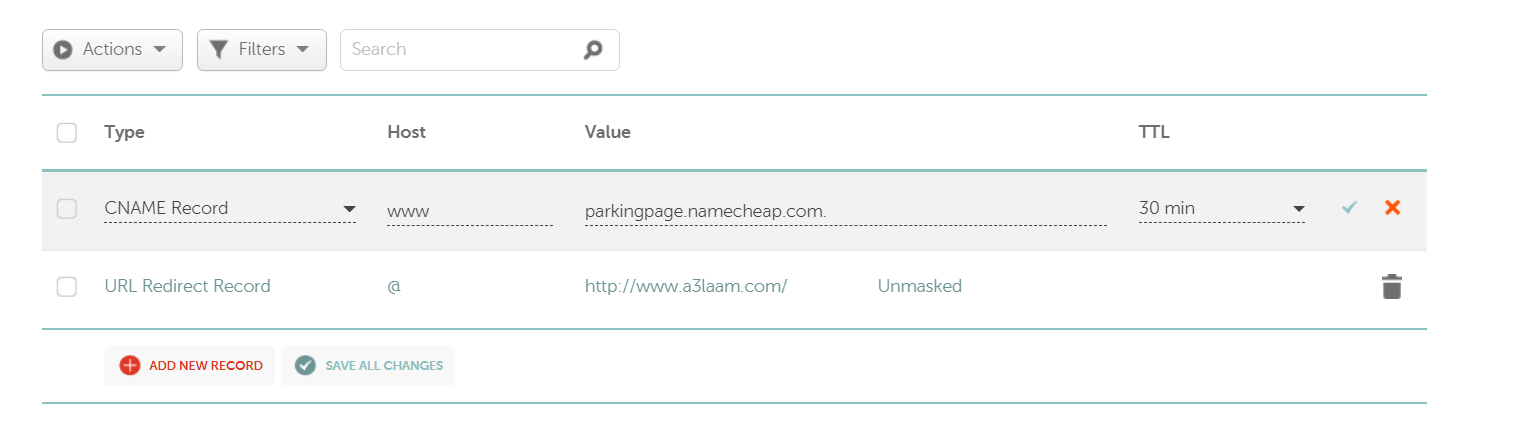 Actions Filters Search
Type Host Value TTL
CNAME Record www parkingpage.namecheap.com. 30 min
URL Redirect Record @ http://www.a3laam.com/ Unmasked
ADD NEW RECORD SAVE ALL CHANGES